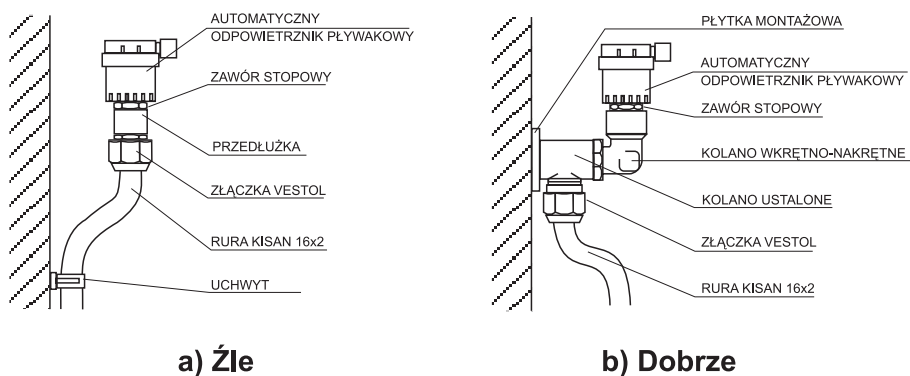 AUTOMATYCZNY
ODPOWIETRZNIK PŁYWAKOWY
ZAWÓR STOPOWY
PRZEDŁUŻKA
ZŁĄCZKA VESTOL
RURA KISAN 16x2
UCHWYT
a) Źle
PŁYTKA MONTAŻOWA
AUTOMATYCZNY
ODPOWIETRZNIK PŁYWAKOWY
ZAWÓR STOPOWY
KOLANO WKRĘTNO-NAKRĘTNE
KOLANO USTALONE
ZŁĄCZKA VESTOL
RURA KISAN 16x2
b) Dobrze